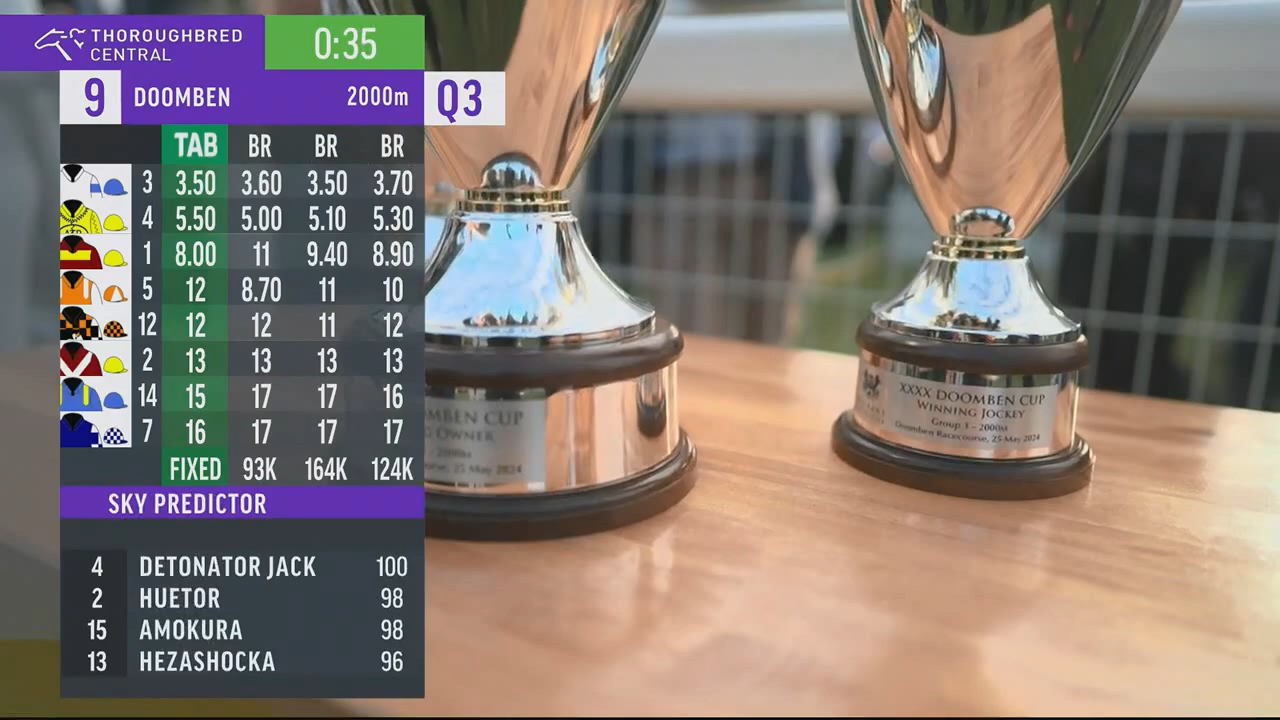 THOROUGHBRED
CENTRAL
0:35
9 DOOMBEN 2000m Q3
TAB BR BR BR
3 3.50 3.60 3.50 3.70
4 5.50 5.00 5.10 5.30
1 8.00 11 9.40 8.90
5 12 8.70 11 10
12 12 12 11 12
2 13 13 13 13
14 15 17 17 16
7 16 17 17 17
FIXED 93K 164K 124K
SKY PREDICTOR
4 DETONATOR JACK 100
2 HUETOR 98
15 AMOKURA 98
13 HEZASHOCKA 96
MBEN CUP
OWNER
2000m
25 May 2024
XXXX DOOMBEN CUP
WINNING JOCKEY
Group 1 - 2000m
Doomben Racecourse, 25 May 2024